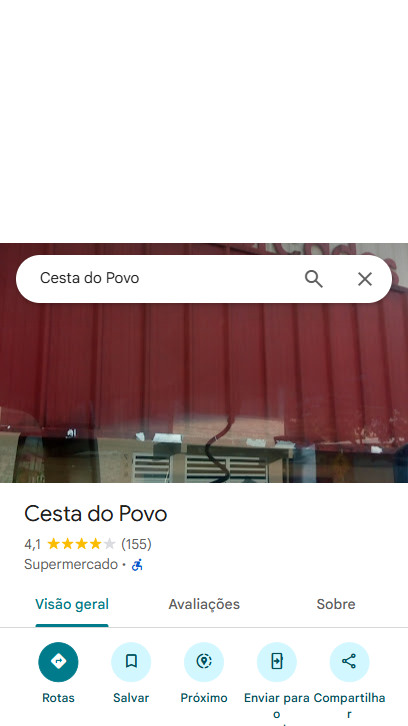 Cesta do Povo
Cesta do Povo
4,1 (155)
Supermercado ·
Visão geral Avaliações Sobre
Rotas Salvar Próximo Enviar para o Compartilhar